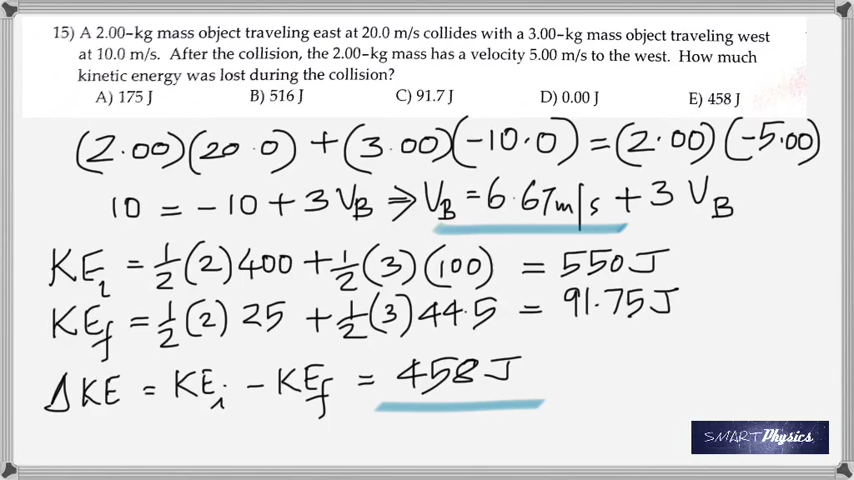 15) A 2.00-kg mass object traveling east at 20.0 m/s collides with a 3.00-kg mass object traveling west
at 10.0 m/s. After the collision, the 2.00-kg mass has a velocity 5.00 m/s to the west. How much
kinetic energy was lost during the collision?
A) 175 J B) 516 J C) 91.7 J D) 0.00 J E) 458 J
(2.00)(20.0) + (3.00)(-10.0) = (2.00)(-5.00)
10 = -10 + 3 V_B ⇒ V_B = 6.67 m/s + 3 V_B
KE_i = 1/2 (2) 400 + 1/2 (3)(100) = 550 J
KE_f = 1/2 (2) 25 + 1/2 (3) 44.5 = 91.75 J
Δ KE = KE_i - KE_f = 458 J
SMART Physics